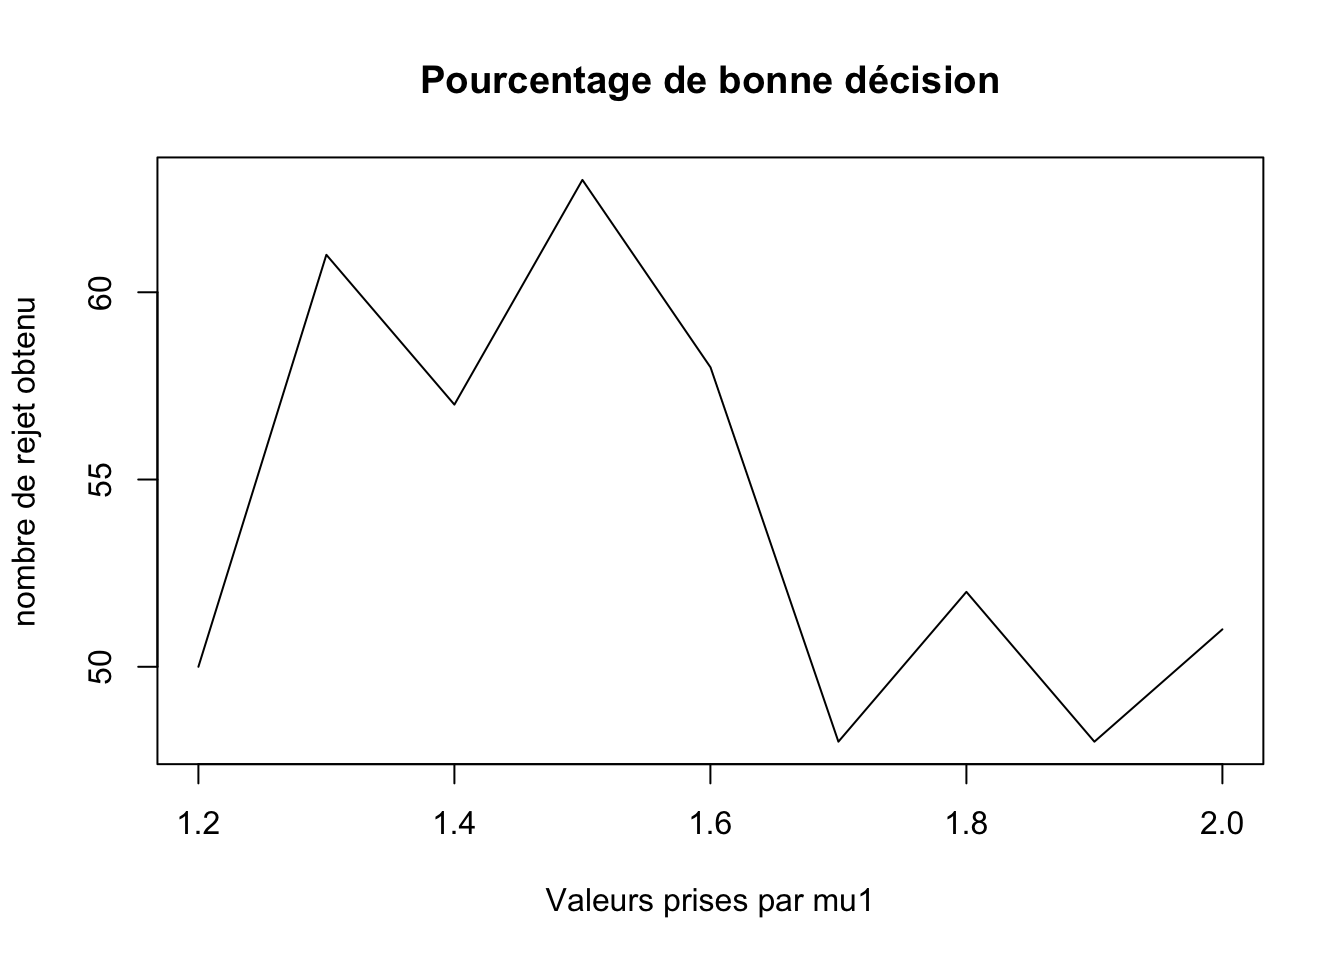 Pourcentage de bonne décision
nombre de rejet obtenu
60
55
50
1.2 1.4 1.6 1.8 2.0
Valeurs prises par mu1